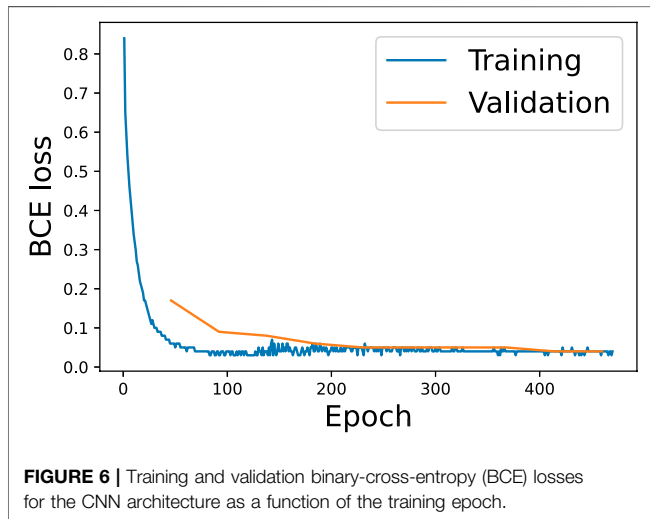 Training
Validation
BCE loss
0.8
0.7
0.6
0.5
0.4
0.3
0.2
0.1
0.0
0 100 200 300 400
Epoch
FIGURE 6 | Training and validation binary-cross-entropy (BCE) losses
for the CNN architecture as a function of the training epoch.